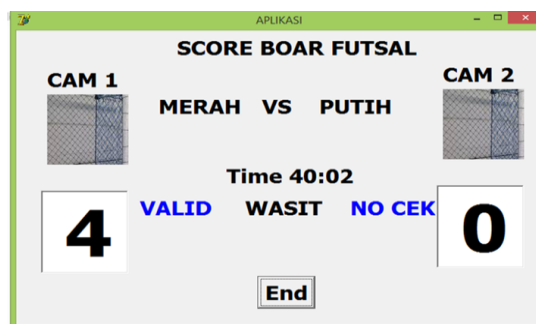 APLIKASI
SCORE BOAR FUTSAL
CAM 1
CAM 2
MERAH VS PUTIH
Time 40:02
VALID WASIT NO CEK
4
0
End